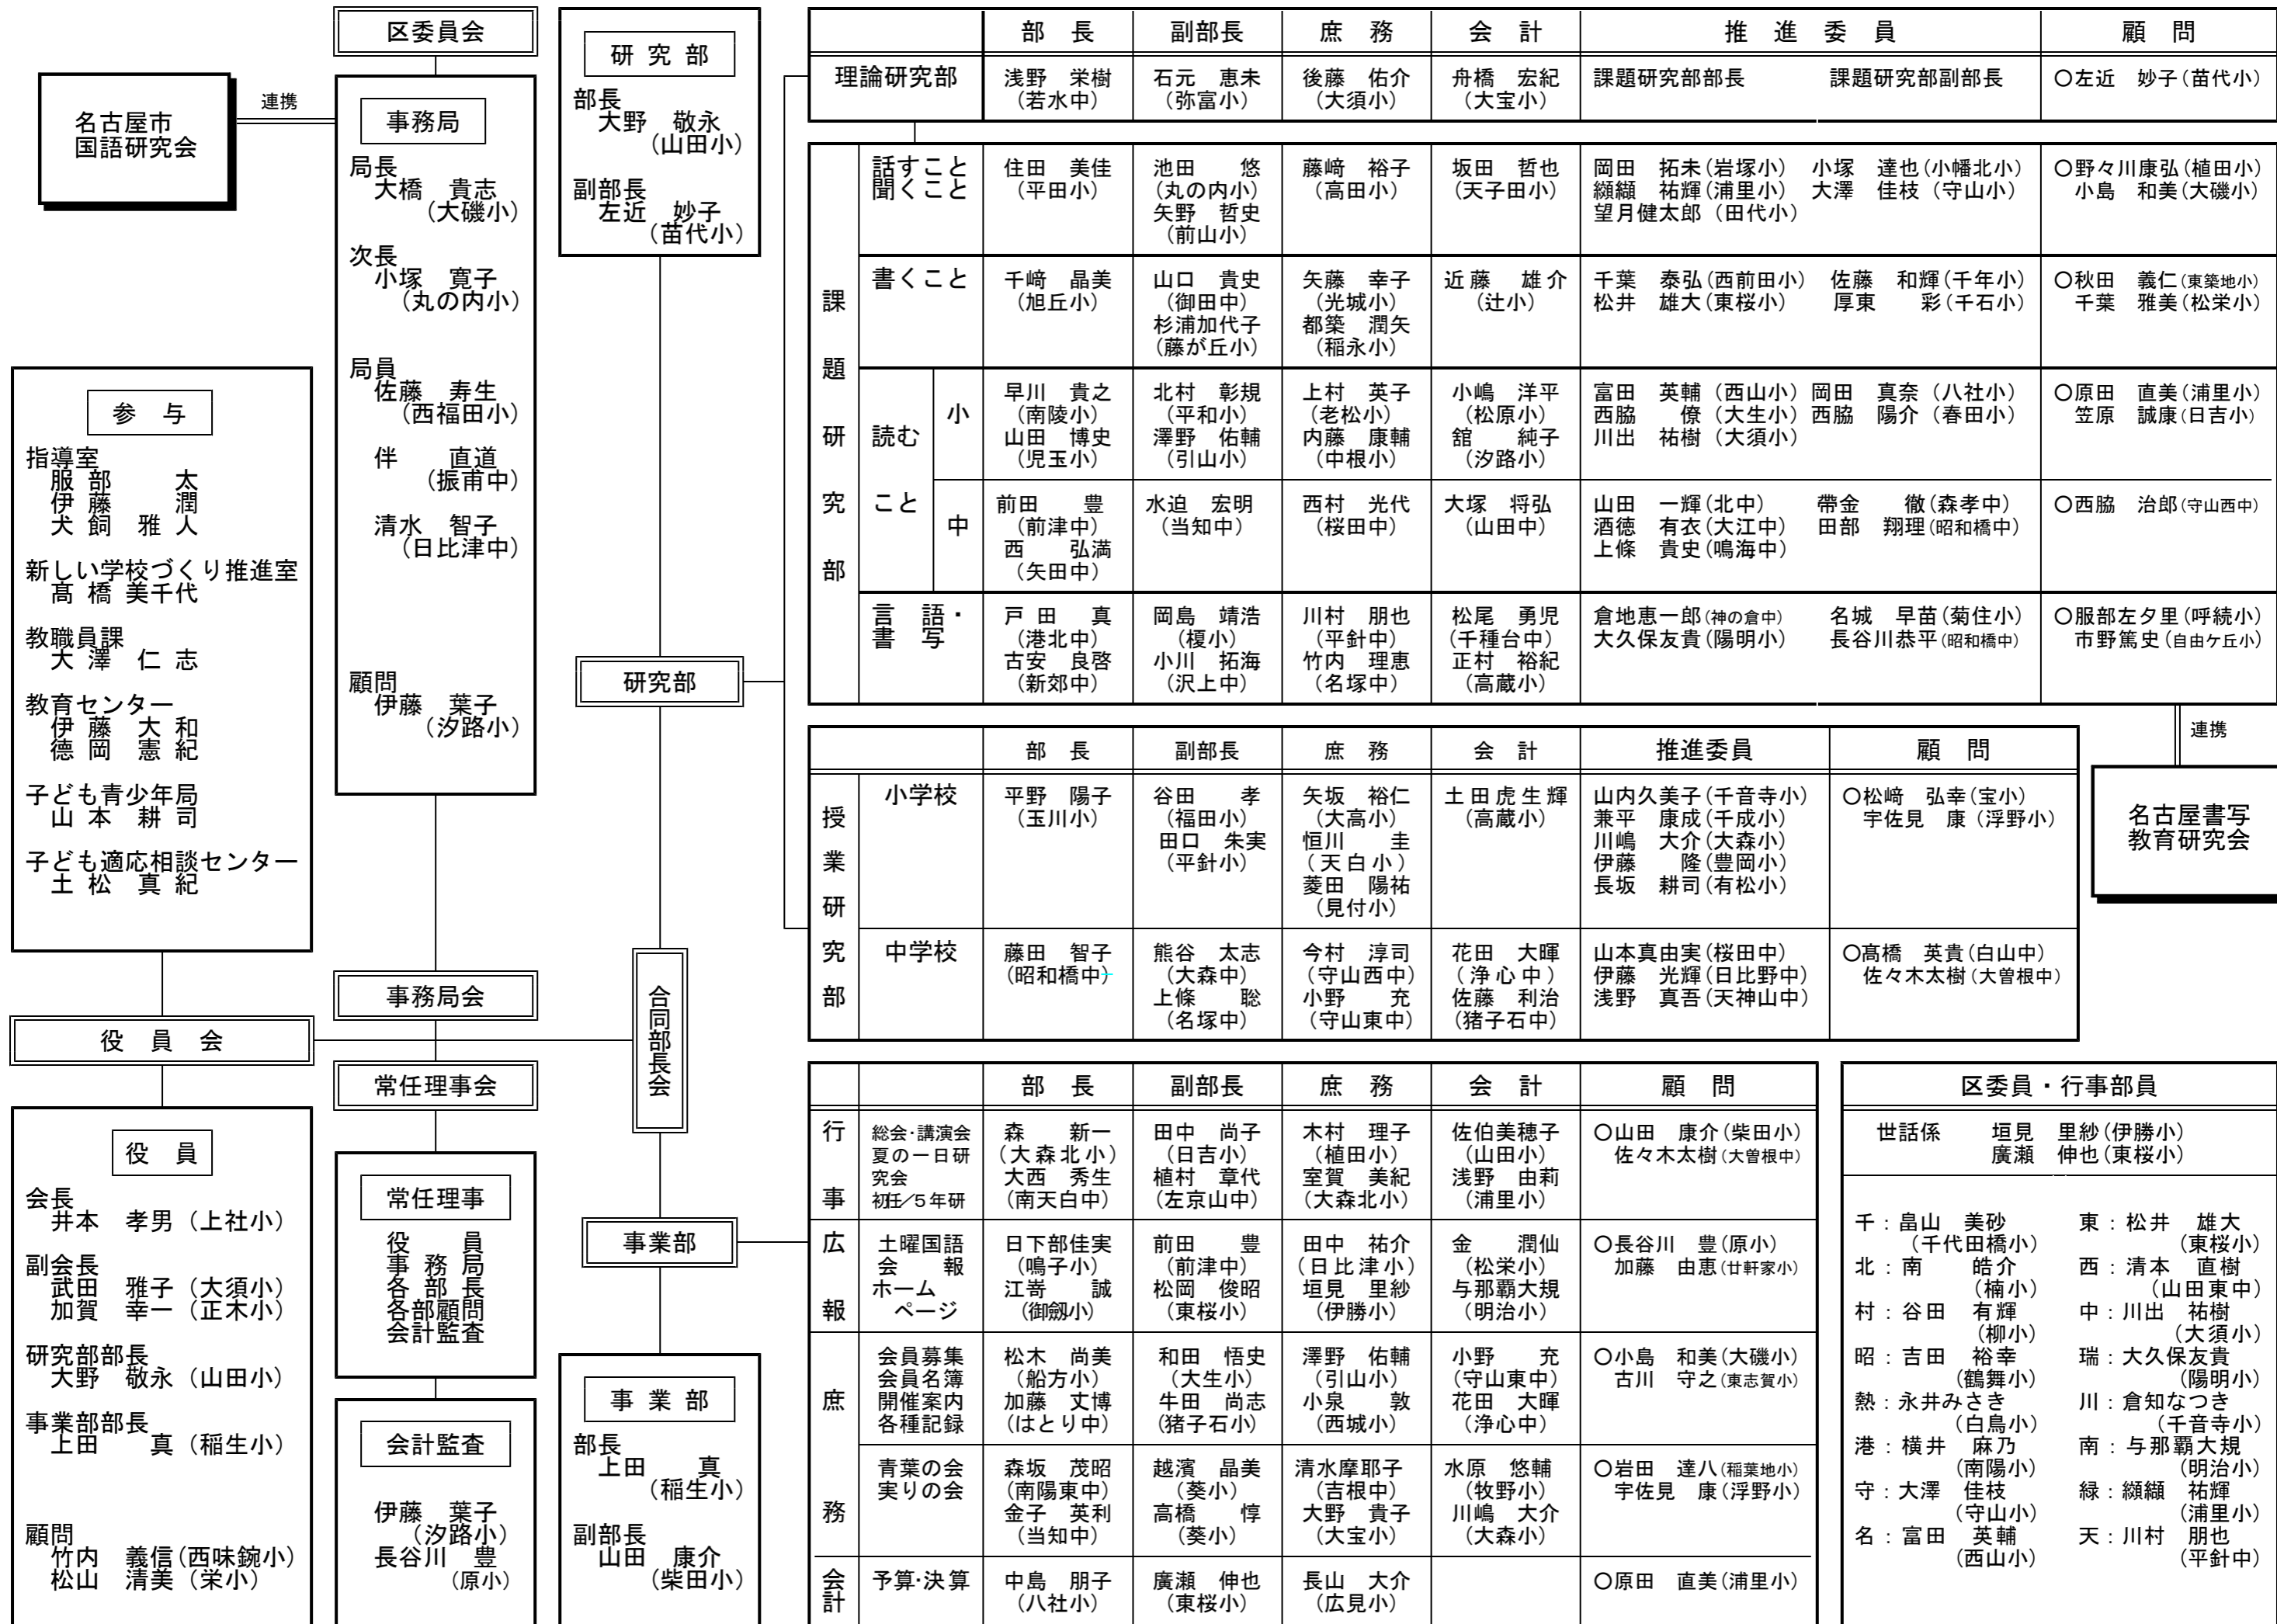 区委員会
名古屋市
国語研究会
連携
事務局
局長
大橋　貴志
（大磯小）
次長
小塚　寛子
（丸の内小）
局員
佐藤　寿生
（西福田小）
伴　　直道
（振甫中）
清水　智子
（日比津中）
顧問
伊藤　葉子
（汐路小）
研 究 部
部長
大野　敬永
（山田小）
副部長
左近　妙子
（苗代小）
参　与
指導室
服 部　　太
伊 藤　　潤
犬 飼　雅 人
新しい学校づくり推進室
髙 橋 美千代
教職員課
大 澤　仁 志
教育センター
伊 藤　大 和
德 岡　憲 紀
子ども青少年局
山 本　耕 司
子ども適応相談センター
土 松　真 紀
役　員　会
事務局会
常任理事会
合同部長会
研究部
事業部
役　員
会長
井本　孝男（上社小）
副会長
武田　雅子（大須小）
加賀　幸一（正木小）
研究部部長
大野　敬永（山田小）
事業部部長
上田　　真（稲生小）
顧問
竹内　義信（西味鋺小）
松山　清美（栄小）
常任理事
役　　員
事 務 局
各 部 長
各部顧問
会計監査
会計監査
伊藤　葉子
（汐路小）
長谷川　豊
（原小）
事 業 部
部長
上田　　真
（稲生小）
副部長
山田　康介
（柴田小）
部　長　副部長　庶　務　会　計　推　進　委　員　顧　問
理論研究部　浅野　栄樹　石元　恵未　後藤　佑介　舟橋　宏紀　課題研究部部長　課題研究部副部長　〇左近　妙子（苗代小）
（若水中）　（弥富小）　（大須小）　（大宝小）
課題研究部
話すこと　住田　美佳　池田　　悠　藤﨑　裕子　坂田　哲也　岡田　拓未（岩塚小）　小塚　達也（小幡北小）　〇野々川康弘（植田小）
聞くこと　（平田小）　（丸の内小）　（高田小）　（天子田小）　纐纈　祐輝（浦里小）　大澤　佳枝（守山小）　小島　和美（大磯小）
矢野　哲史　望月健太郎（田代小）
（前山小）
書くこと　千﨑　晶美　山口　貴史　矢藤　幸子　近藤　雄介　千葉　泰弘（西前田小）　佐藤　和輝（千年小）　〇秋田　義仁（東築地小）
（旭丘小）　（御田中）　（光城小）　（辻小）　松井　雄大（東桜小）　厚東　　彩（千石小）　千葉　雅美（松栄小）
杉浦加代子　都築　潤矢
（藤が丘小）　（稲永小）
読むこと
小　早川　貴之　北村　彰規　上村　英子　小嶋　洋平　富田　英輔（西山小）　岡田　真奈（八社小）　〇原田　直美（浦里小）
（南陵小）　（平和小）　（老松小）　（松原小）　西脇　　僚（大生小）　西脇　陽介（春田小）　笠原　誠康（日吉小）
山田　博史　澤野　佑輔　内藤　康輔　舘　　純子　川出　祐樹（大須小）
（児玉小）　（引山小）　（中根小）　（汐路小）
中　前田　　豊　水迫　宏明　西村　光代　大塚　将弘　山田　一輝（北中）　帶金　　徹（森孝中）　〇西脇　治郎（守山西中）
（前津中）　（当知中）　（桜田中）　（山田中）　酒德　有衣（大江中）　田部　翔理（昭和橋中）
西　　弘満　上條　貴史（鳴海中）
（矢田中）
言　語・　戸 田　真　岡島　靖浩　川村　朋也　松尾　勇児　倉地恵一郎（神の倉中）　名城　早苗（菊住小）　〇服部左夕里（呼続小）
書　写　（港北中）　（榎小）　（平針中）　（千種台中）　大久保友貴（陽明小）　長谷川恭平（昭和橋中）　市野篤史（自由ケ丘小）
古安　良啓　小川　拓海　竹内　理恵　正村　裕紀
（新郊中）　（沢上中）　（名塚中）　（高蔵小）
連携
名古屋書写
教育研究会
部　長　副部長　庶　務　会　計　推進委員　顧　問
授業研究部
小学校　平野　陽子　谷田　　孝　矢坂　裕仁　土田虎生輝　山内久美子（千音寺小）　〇松﨑　弘幸（宝小）
（玉川小）　（福田小）　（大高小）　（高蔵小）　兼平　康成（千成小）　宇佐見　康（浮野小）
田口　朱実　恒川　　圭　川嶋　大介（大森小）
（平針小）　（天白小）　伊藤　　隆（豊岡小）
菱田　陽祐　長坂　耕司（有松小）
（見付小）
中学校　藤田　智子　熊谷　太志　今村　淳司　花田　大暉　山本真由実（桜田中）　〇髙橋　英貴（白山中）
（昭和橋中）　（大森中）　（守山西中）　（浄心中）　伊藤　光輝（日比野中）　佐々木太樹（大曽根中）
上條　　聡　小野　　充　佐藤　利治　浅野　真吾（天神山中）
（名塚中）　（守山東中）　（猪子石中）
部　長　副部長　庶　務　会　計　顧　問
行事
総会・講演会　森　　新一　田中　尚子　木村　理子　佐伯美穂子　〇山田　康介（柴田小）
夏の一日研　（大森北小）　（日吉小）　（植田小）　（山田小）　佐々木太樹（大曽根中）
究会　大西　秀生　植村　章代　室賀　美紀　浅野　由莉
初任／５年研　（南天白中）　（左京山中）　（大森北小）　（浦里小）
広報
土曜国語　日下部佳実　前田　　豊　田中　祐介　金　　潤仙　〇長谷川　豊（原小）
会　　報　（鳴子小）　（前津中）　（日比津小）　（松栄小）　加藤　由恵（廿軒家小）
ホーム　江嵜　　誠　松岡　俊昭　垣見　里紗　与那覇大規
ページ　（御劔小）　（東桜小）　（伊勝小）　（明治小）
庶務
会員募集　松木　尚美　和田　悟史　澤野　佑輔　小野　　充　〇小島　和美（大磯小）
会員名簿　（船方小）　（大生小）　（引山小）　（守山東中）　古川　守之（東志賀小）
開催案内　加藤　丈博　牛田　尚志　小泉　　敦　花田　大暉
各種記録　（はとり中）　（猪子石小）　（西城小）　（浄心中）
青葉の会　森坂　茂昭　越濱　晶美　清水摩耶子　水原　悠輔　〇岩田　達八（稲葉地小）
実りの会　（南陽東中）　（葵小）　（吉根中）　（牧野小）　宇佐見　康（浮野小）
金子　英利　高橋　　惇　大野　貴子　川嶋　大介
（当知中）　（葵小）　（大宝小）　（大森小）
会計
予算・決算　中島　朋子　廣瀬　伸也　長山　大介　〇原田　直美（浦里小）
（八社小）　（東桜小）　（広見小）
区委員・行事部員
世話係　垣見　里紗（伊勝小）
廣瀬　伸也（東桜小）
千：畠山　美砂　東：松井　雄大
（千代田橋小）　（東桜小）
北：南　　皓介　西：清本　直樹
（楠小）　（山田東中）
村：谷田　有輝　中：川出　祐樹
（柳小）　（大須小）
昭：吉田　裕幸　瑞：大久保友貴
（鶴舞小）　（陽明小）
熱：永井みさき　川：倉知なつき
（白鳥小）　（千音寺小）
港：横井　麻乃　南：与那覇大規
（南陽小）　（明治小）
守：大澤　佳枝　緑：纐纈　祐輝
（守山小）　（浦里小）
名：富田　英輔　天：川村　朋也
（西山小）　（平針中）